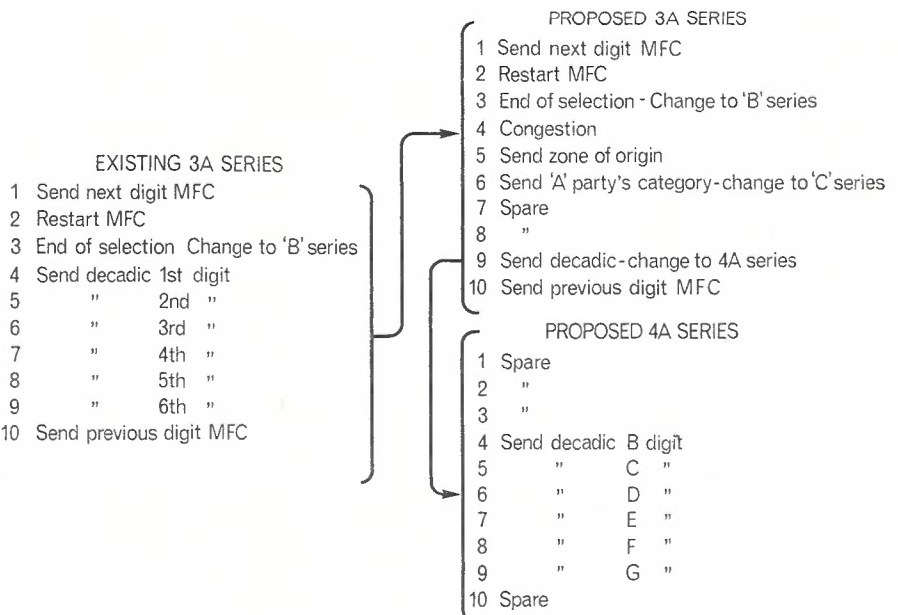 EXISTING 3A SERIES
1 Send next digit MFC
2 Restart MFC
3 End of selection Change to 'B' series
4 Send decadic 1st digit
5 " 2nd "
6 " 3rd "
7 " 4th "
8 " 5th "
9 " 6th "
10 Send previous digit MFC
PROPOSED 3A SERIES
1 Send next digit MFC
2 Restart MFC
3 End of selection - Change to 'B' series
4 Congestion
5 Send zone of origin
6 Send 'A' party's category-change to 'C' series
7 Spare
8 "
9 Send decadic-change to 4A series
10 Send previous digit MFC
PROPOSED 4A SERIES
1 Spare
2 "
3 "
4 Send decadic B digit
5 " C "
6 " D "
7 " E "
8 " F "
9 " G "
10 Spare